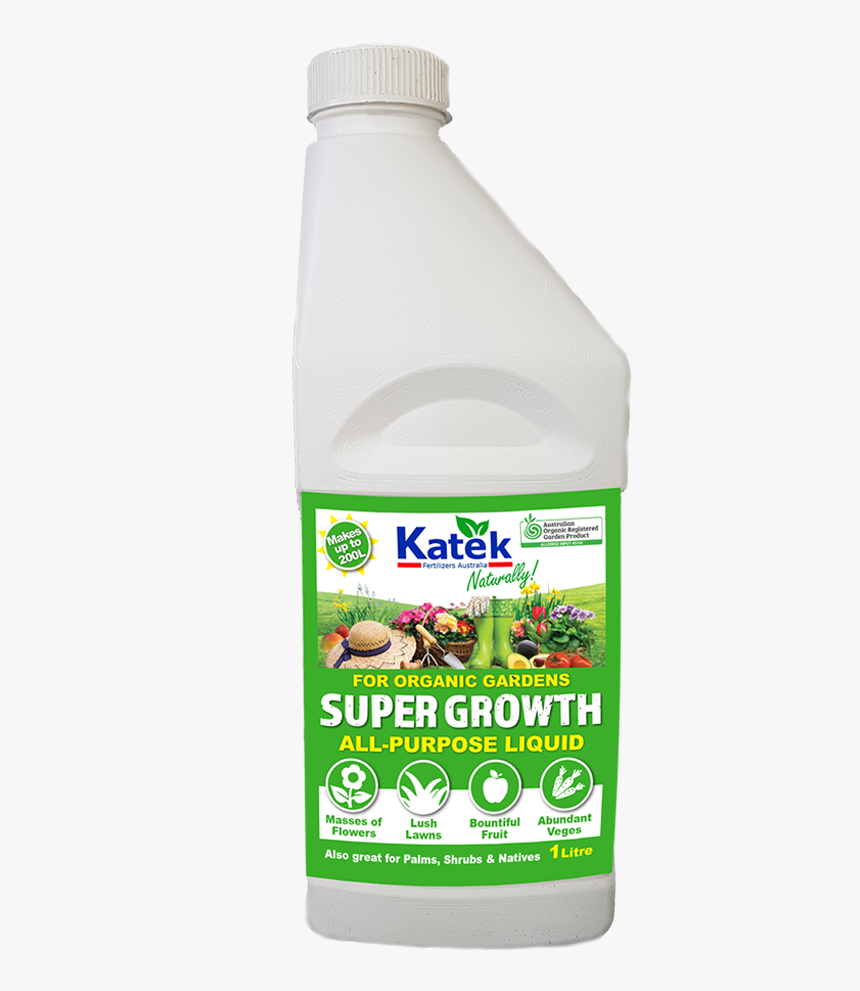 Makes
up to
200L
Katek
Fertilizers Australia
Naturally!
Australian
Organic Registered
Garden Product
FOR ORGANIC GARDENS
SUPER GROWTH
ALL-PURPOSE LIQUID
Masses of
Flowers
Lush
Lawns
Bountiful
Fruit
Abundant
Veges
Also great for Palms, Shrubs & Natives
1 Litre